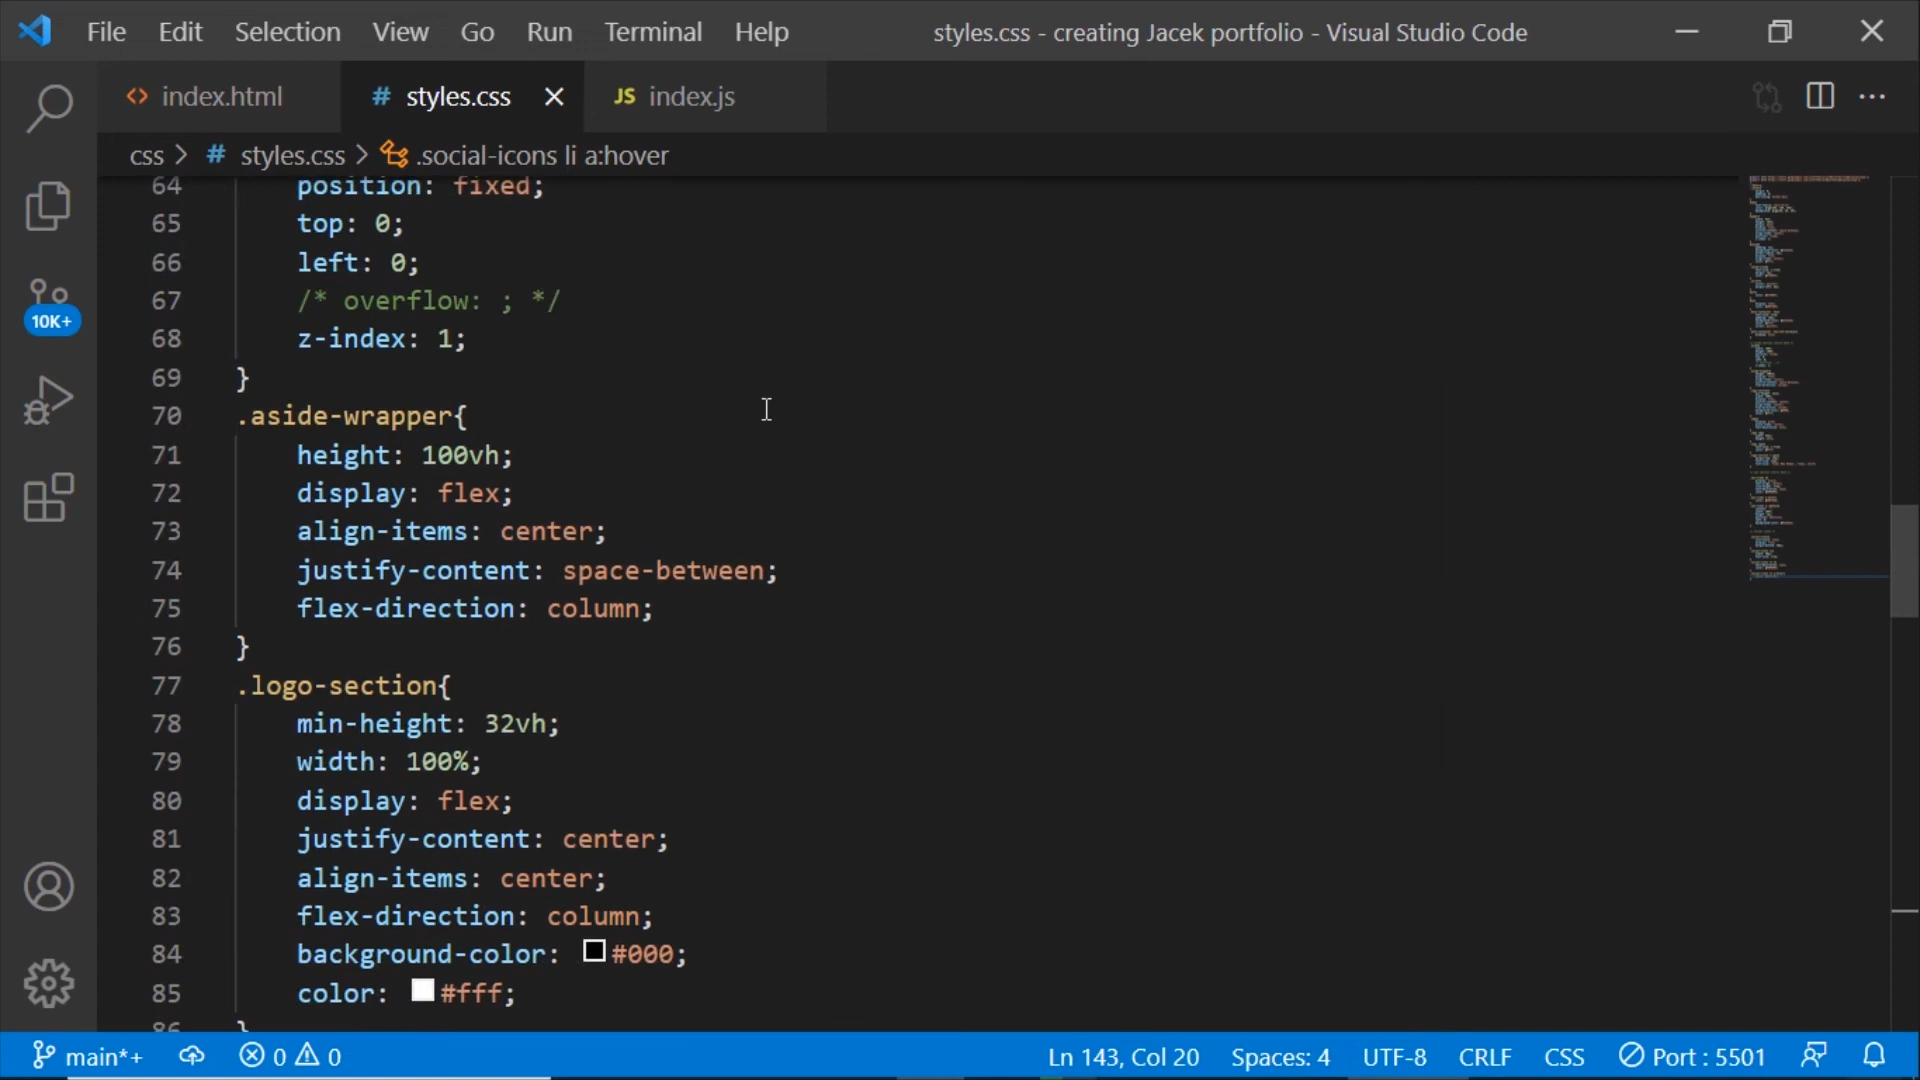 File Edit Selection View Go Run Terminal Help styles.css - creating Jacek portfolio - Visual Studio Code
index.html # styles.css JS index.js
css > # styles.css > .social-icons li a:hover
64 position: fixed;
65 top: 0;
66 left: 0;
67 /* overflow: ; */
68 z-index: 1;
69 }
70 .aside-wrapper{
71 height: 100vh;
72 display: flex;
73 align-items: center;
74 justify-content: space-between;
75 flex-direction: column;
76 }
77 .logo-section{
78 min-height: 32vh;
79 width: 100%;
80 display: flex;
81 justify-content: center;
82 align-items: center;
83 flex-direction: column;
84 background-color: #000;
85 color: #fff;
86 }
10K+
main*+ 0 0 Ln 143, Col 20 Spaces: 4 UTF-8 CRLF CSS Port : 5501